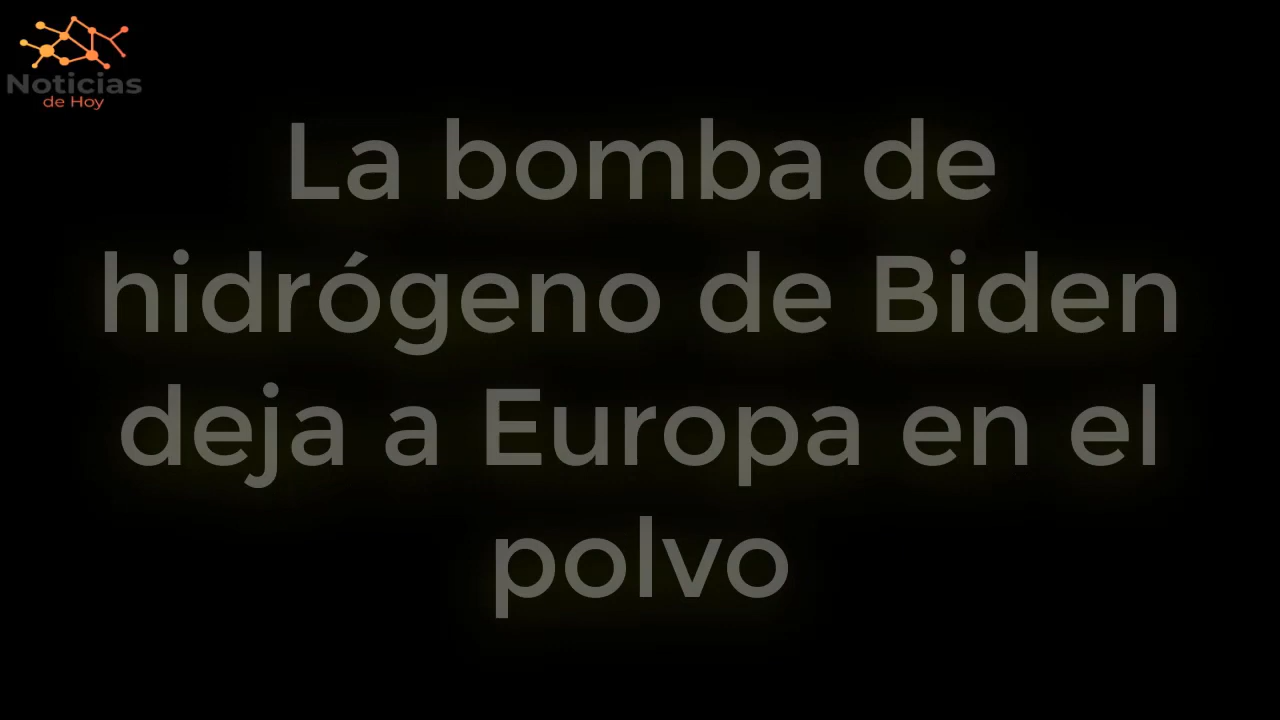 Noticias
de Hoy
La bomba de
hidrógeno de Biden
deja a Europa en el
polvo